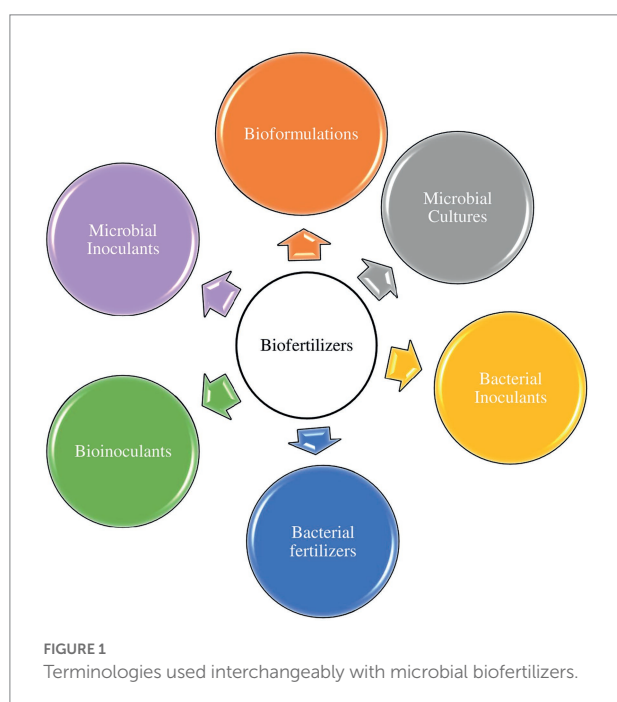 Bioformulations
Microbial
Cultures
Microbial
Inoculants
Biofertilizers
Bacterial
Inoculants
Bioinoculants
Bacterial
fertilizers
FIGURE 1
Terminologies used interchangeably with microbial biofertilizers.